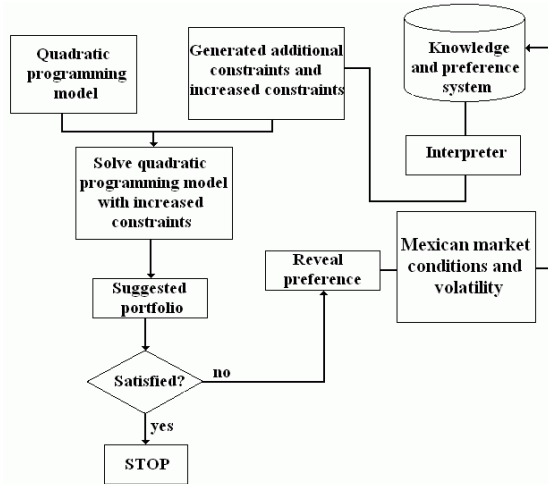 Quadratic
programming
model
Generated additional
constraints and
increased constraints
Knowledge
and preference
system
Interpreter
Solve quadratic
programming model
with increased
constraints
Reveal
preference
Mexican market
conditions and
volatility
Suggested
portfolio
Satisfied?
no
yes
STOP